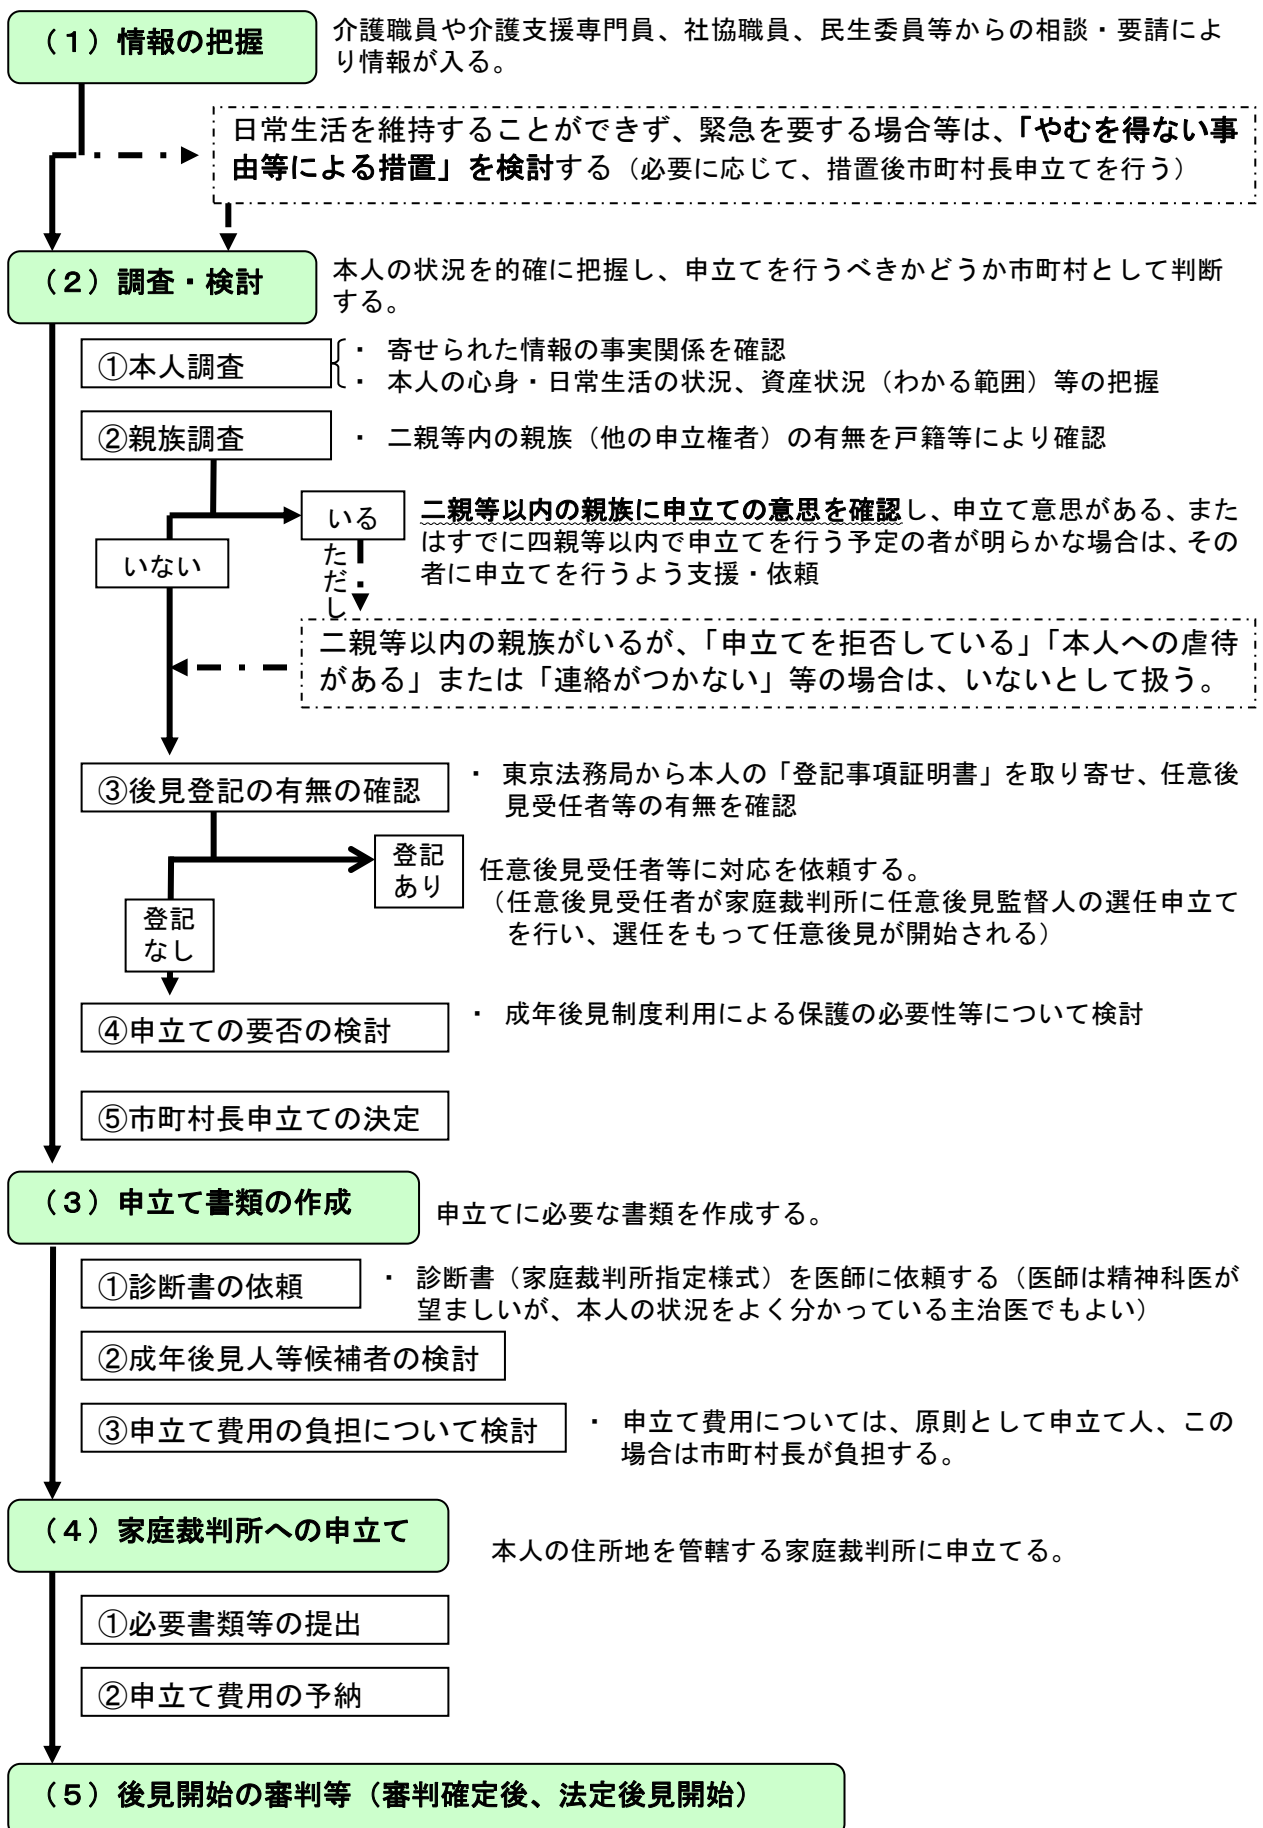 （１）情報の把握
介護職員や介護支援専門員、社協職員、民生委員等からの相談・要請によ
り情報が入る。
日常生活を維持することができず、緊急を要する場合等は、「やむを得ない事
由等による措置」を検討する（必要に応じて、措置後市町村長申立てを行う）
（２）調査・検討
本人の状況を的確に把握し、申立てを行うべきかどうか市町村として判断
する。
①本人調査
・ 寄せられた情報の事実関係を確認
・ 本人の心身・日常生活の状況、資産状況（わかる範囲）等の把握
②親族調査
・ 二親等内の親族（他の申立権者）の有無を戸籍等により確認
いる
二親等以内の親族に申立ての意思を確認し、申立て意思がある、また
はすでに四親等以内で申立てを行う予定の者が明らかな場合は、その
者に申立てを行うよう支援・依頼
いない
ただし
二親等以内の親族がいるが、「申立てを拒否している」「本人への虐待
がある」または「連絡がつかない」等の場合は、いないとして扱う。
③後見登記の有無の確認
・ 東京法務局から本人の「登記事項証明書」を取り寄せ、任意後
見受任者等の有無を確認
登記
あり
任意後見受任者等に対応を依頼する。
（任意後見受任者が家庭裁判所に任意後見監督人の選任申立て
を行い、選任をもって任意後見が開始される）
登記
なし
④申立ての要否の検討
・ 成年後見制度利用による保護の必要性等について検討
⑤市町村長申立ての決定
（３）申立て書類の作成
申立てに必要な書類を作成する。
①診断書の依頼
・ 診断書（家庭裁判所指定様式）を医師に依頼する（医師は精神科医が
望ましいが、本人の状況をよく分かっている主治医でもよい）
②成年後見人等候補者の検討
③申立て費用の負担について検討
・ 申立て費用については、原則として申立て人、この
場合は市町村長が負担する。
（４）家庭裁判所への申立て
本人の住所地を管轄する家庭裁判所に申立てる。
①必要書類等の提出
②申立て費用の予納
（５）後見開始の審判等（審判確定後、法定後見開始）